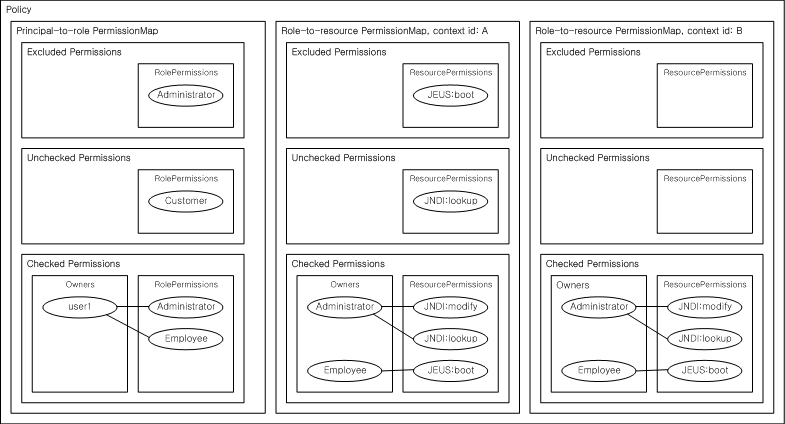 Policy
Principal-to-role PermissionMap
Excluded Permissions
RolePermissions
Administrator
Unchecked Permissions
RolePermissions
Customer
Checked Permissions
Owners
RolePermissions
user1
Administrator
Employee
Role-to-resource PermissionMap, context id: A
Excluded Permissions
ResourcePermissions
JEUS:boot
Unchecked Permissions
ResourcePermissions
JNDI:lookup
Checked Permissions
Owners
ResourcePermissions
Administrator
JNDI:modify
JNDI:lookup
Employee
JEUS:boot
Role-to-resource PermissionMap, context id: B
Excluded Permissions
ResourcePermissions
Unchecked Permissions
ResourcePermissions
Checked Permissions
Owners
ResourcePermissions
Administrator
JNDI:modify
JNDI:lookup
Employee
JEUS:boot